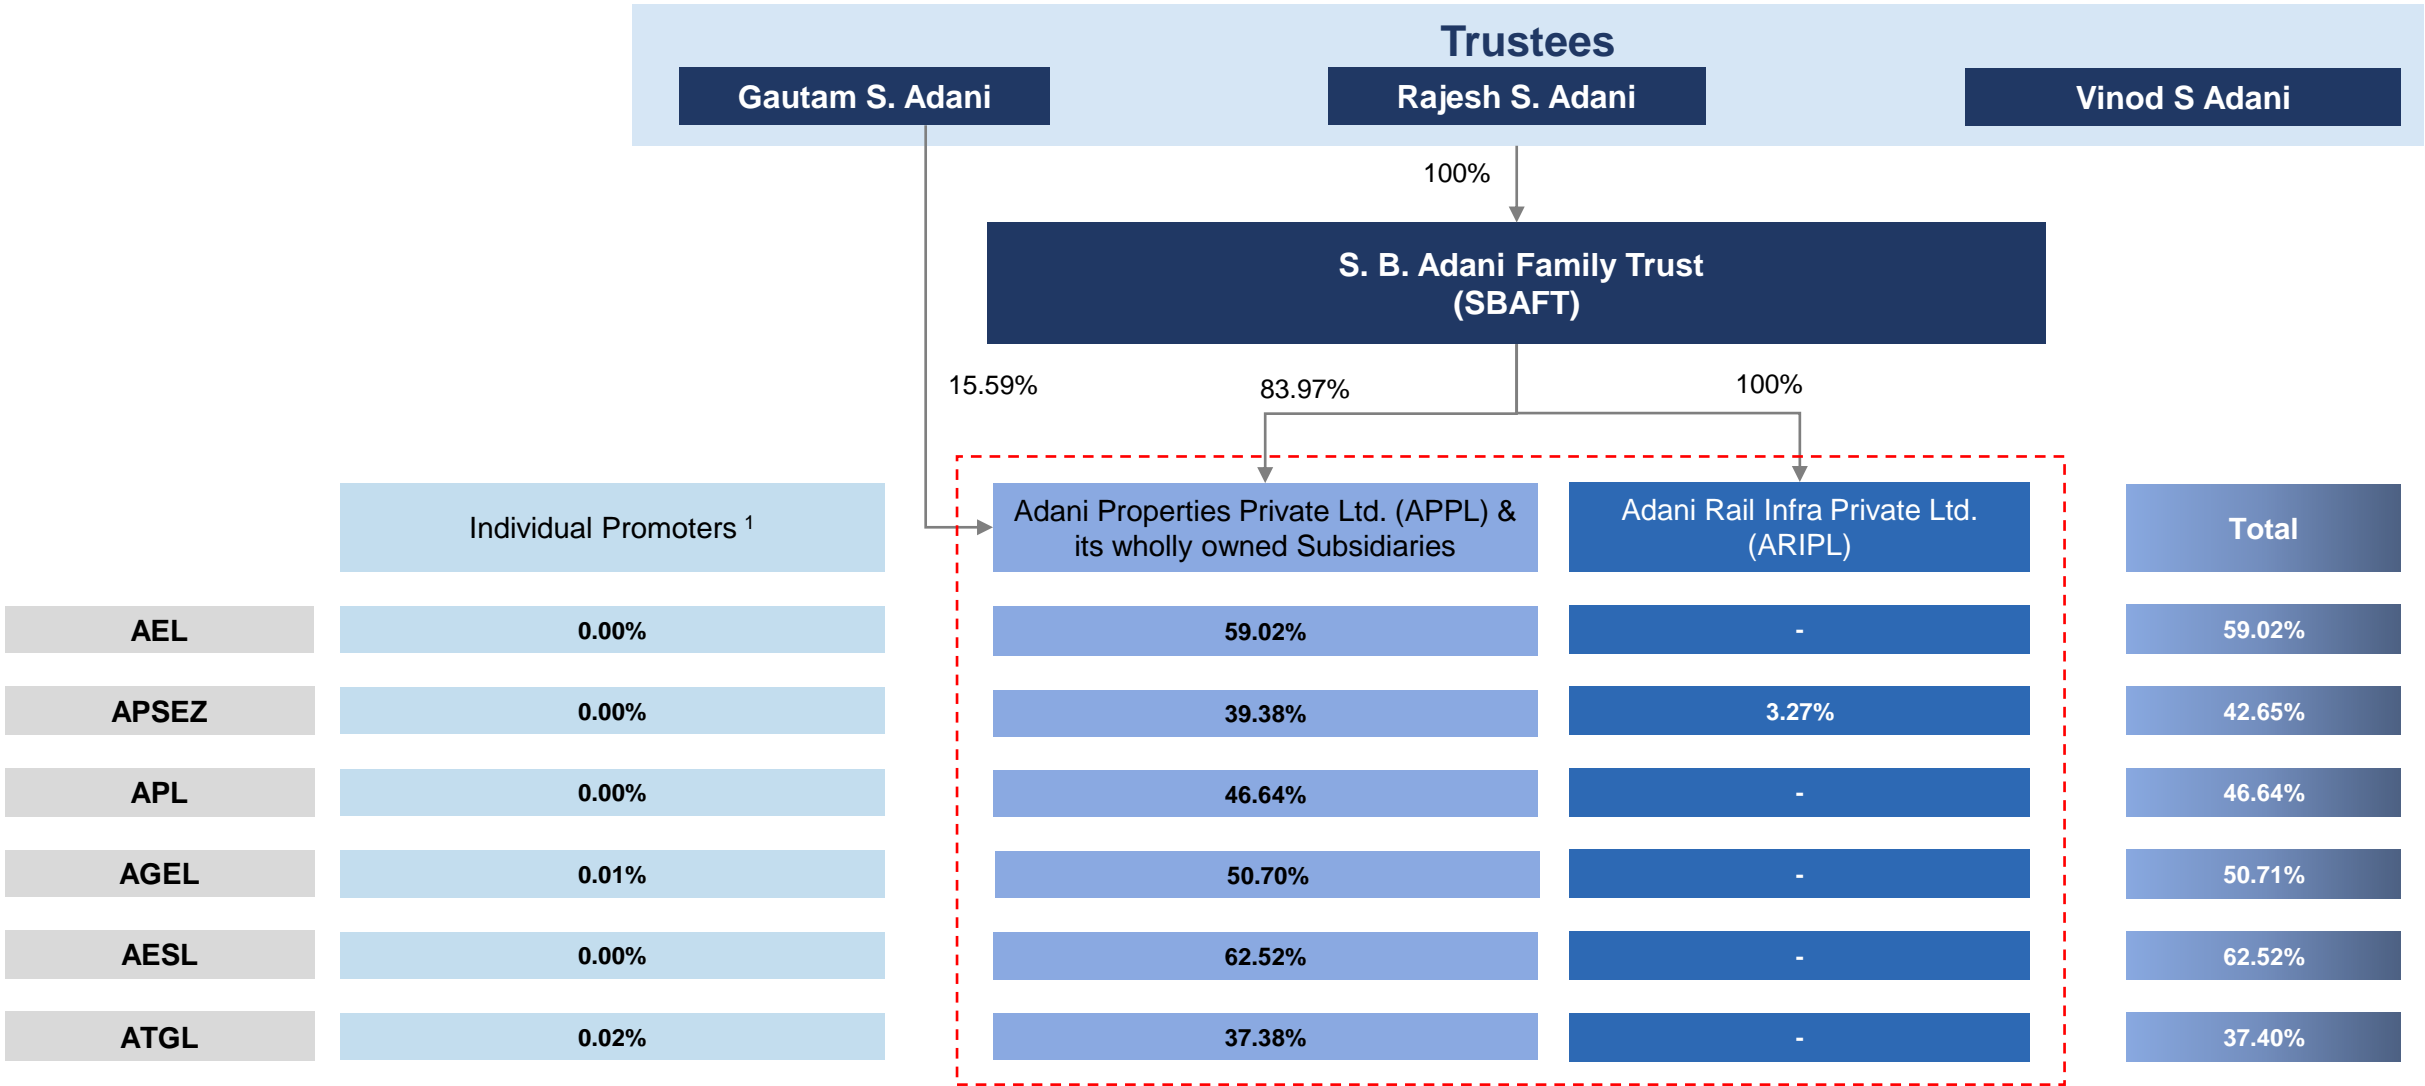 Trustees
Gautam S. Adani
Rajesh S. Adani
Vinod S Adani
100%
S. B. Adani Family Trust
(SBAFT)
15.59%
83.97%
100%
Individual Promoters ¹
Adani Properties Private Ltd. (APPL) &
its wholly owned Subsidiaries
Adani Rail Infra Private Ltd.
(ARIPL)
Total
AEL
0.00%
59.02%
-
59.02%
APSEZ
0.00%
39.38%
3.27%
42.65%
APL
0.00%
46.64%
-
46.64%
AGEL
0.01%
50.70%
-
50.71%
AESL
0.00%
62.52%
-
62.52%
ATGL
0.02%
37.38%
-
37.40%